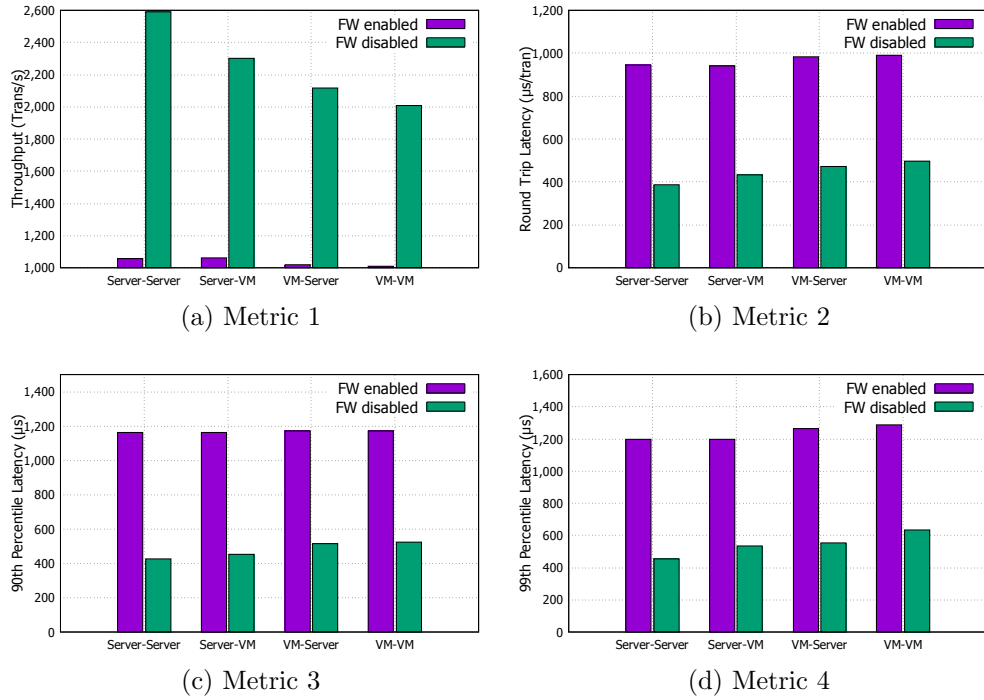 Throughput (Trans/s)
2,600
2,400
2,200
2,000
1,800
1,600
1,400
1,200
1,000
FW enabled
FW disabled
Server-Server Server-VM VM-Server VM-VM
(a) Metric 1
Round Trip Latency (µs/tran)
1,200
1,000
800
600
400
200
0
FW enabled
FW disabled
Server-Server Server-VM VM-Server VM-VM
(b) Metric 2
90th Percentile Latency (µs)
1,400
1,200
1,000
800
600
400
200
0
FW enabled
FW disabled
Server-Server Server-VM VM-Server VM-VM
(c) Metric 3
99th Percentile Latency (µs)
1,600
1,400
1,200
1,000
800
600
400
200
0
FW enabled
FW disabled
Server-Server Server-VM VM-Server VM-VM
(d) Metric 4